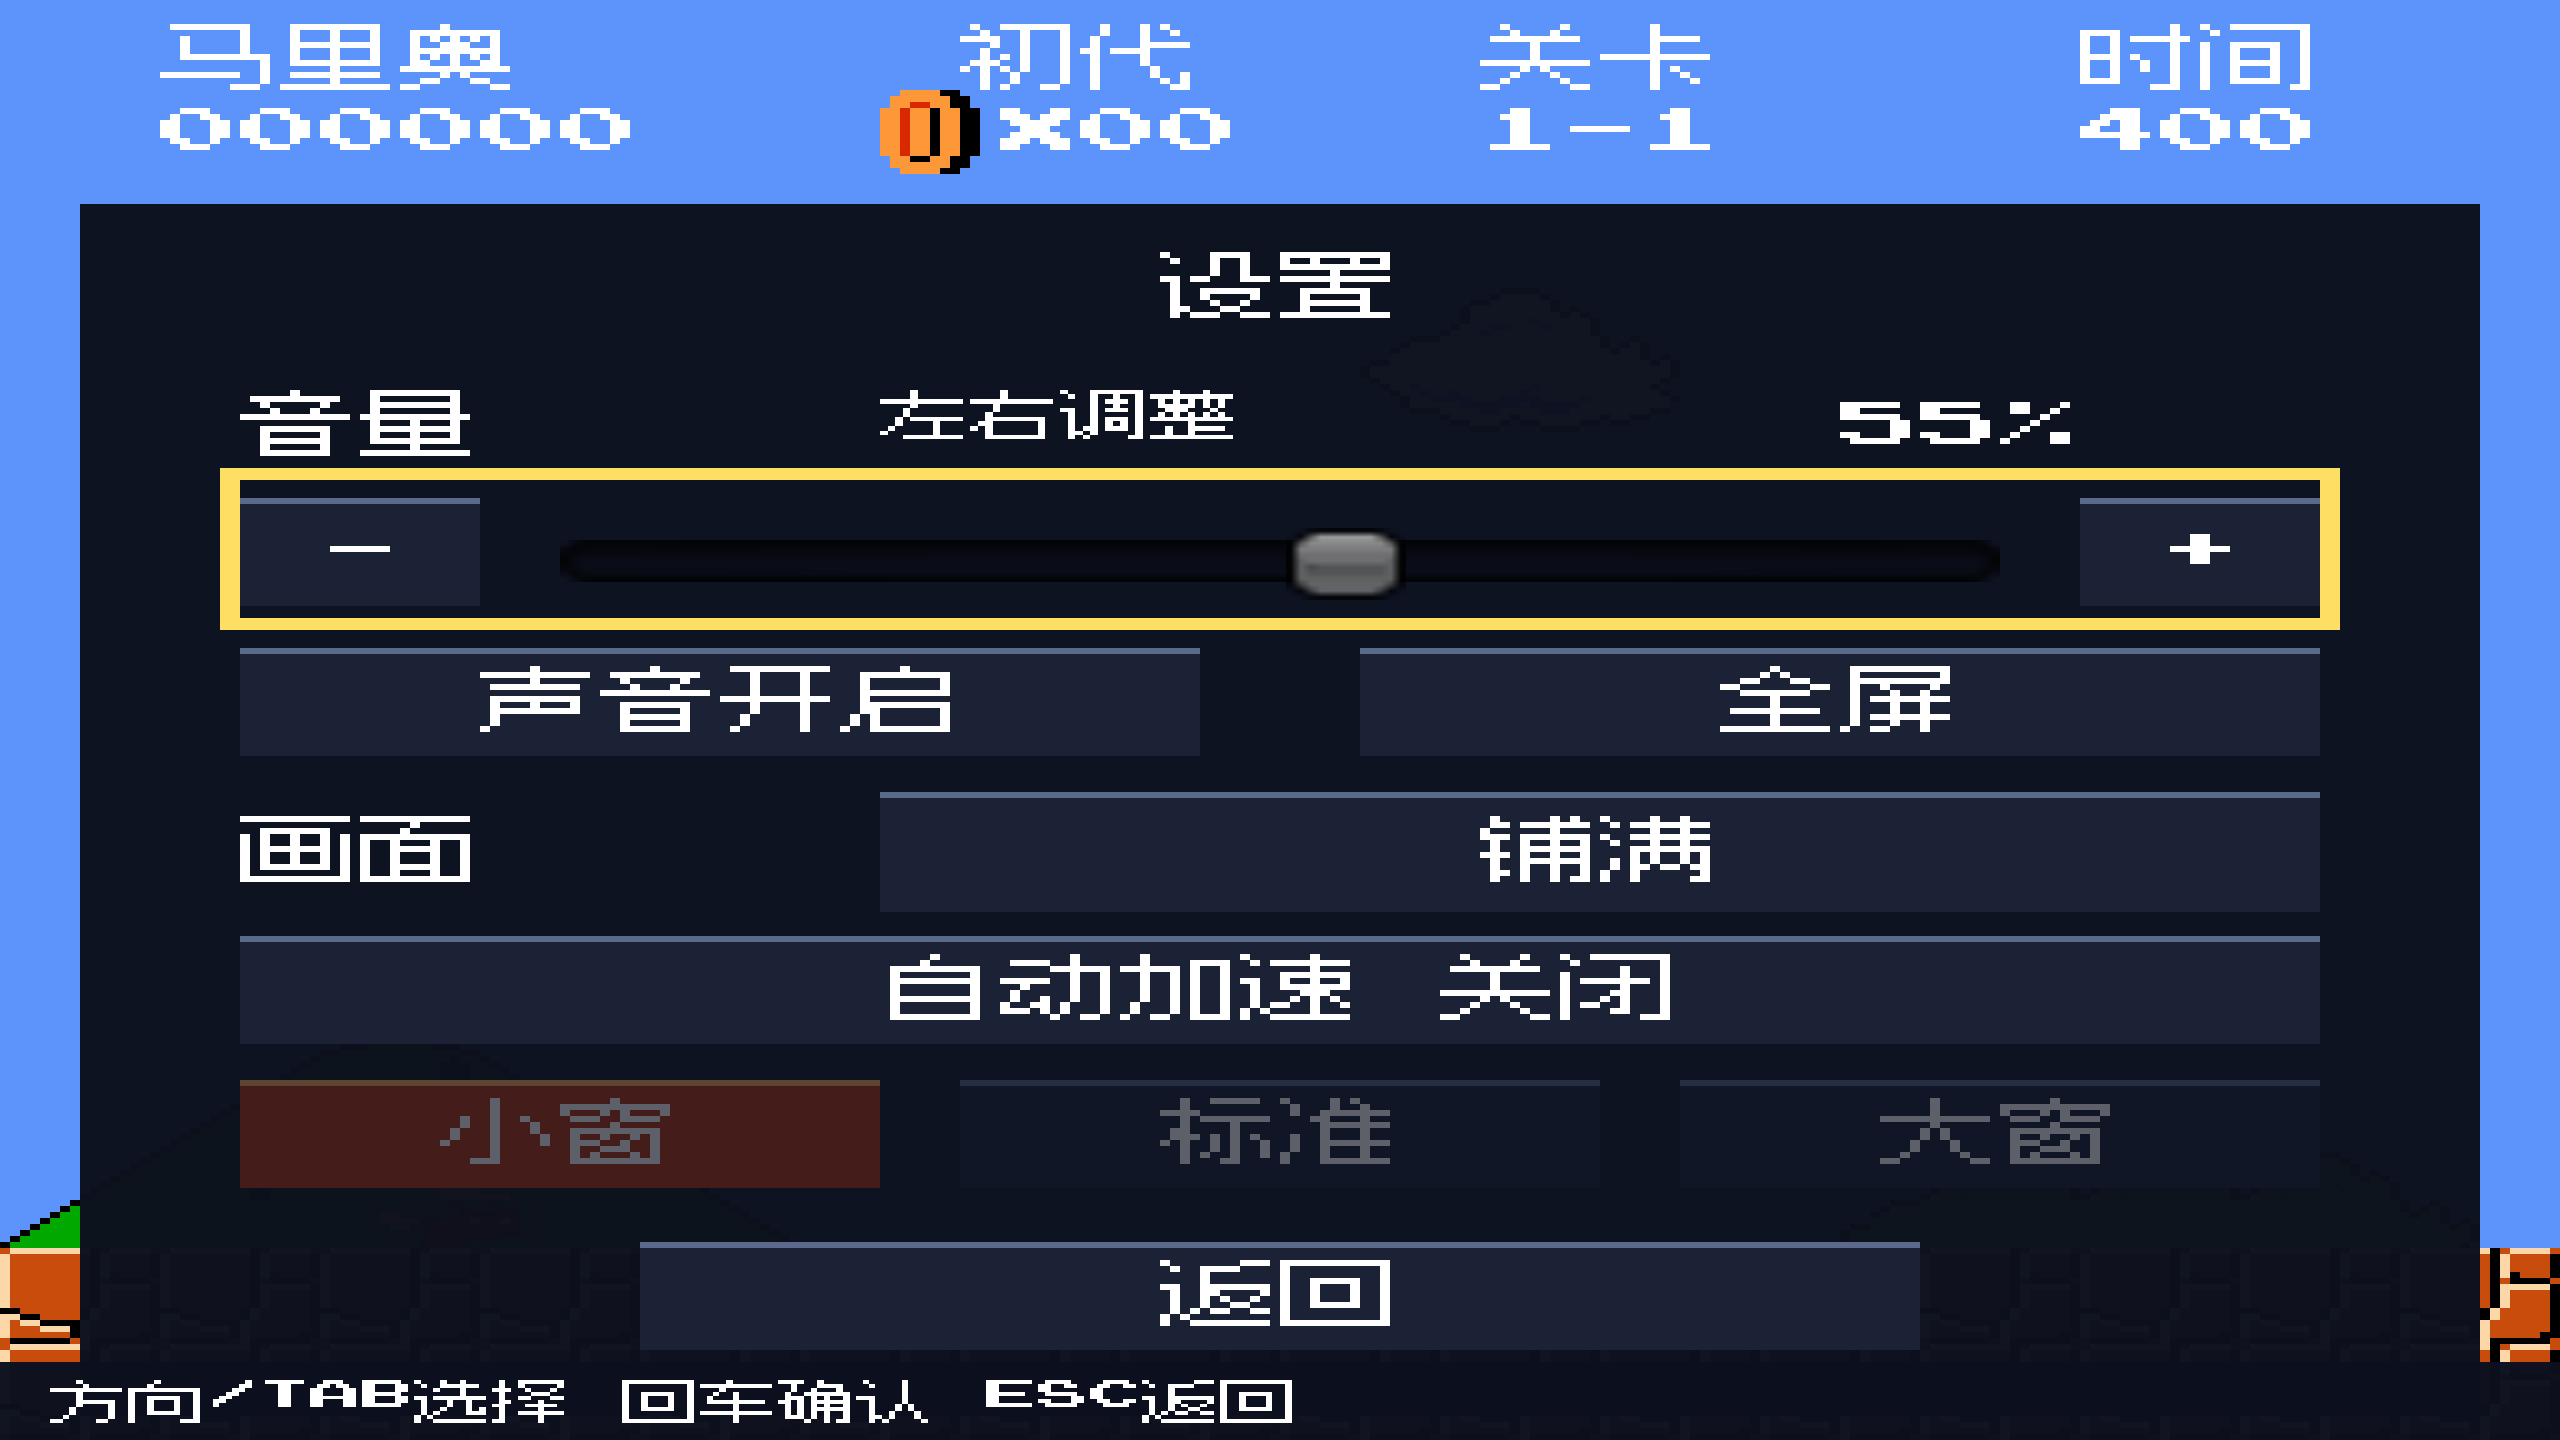 马里奥 初代 关卡 时间
000000 ×00 1-1 400
设置
音量 左右调整 55%
- +
声音开启 全屏
画面 铺满
自动加速 关闭
小窗 标准 大窗
返回
方向/TAB选择 回车确认 ESC返回